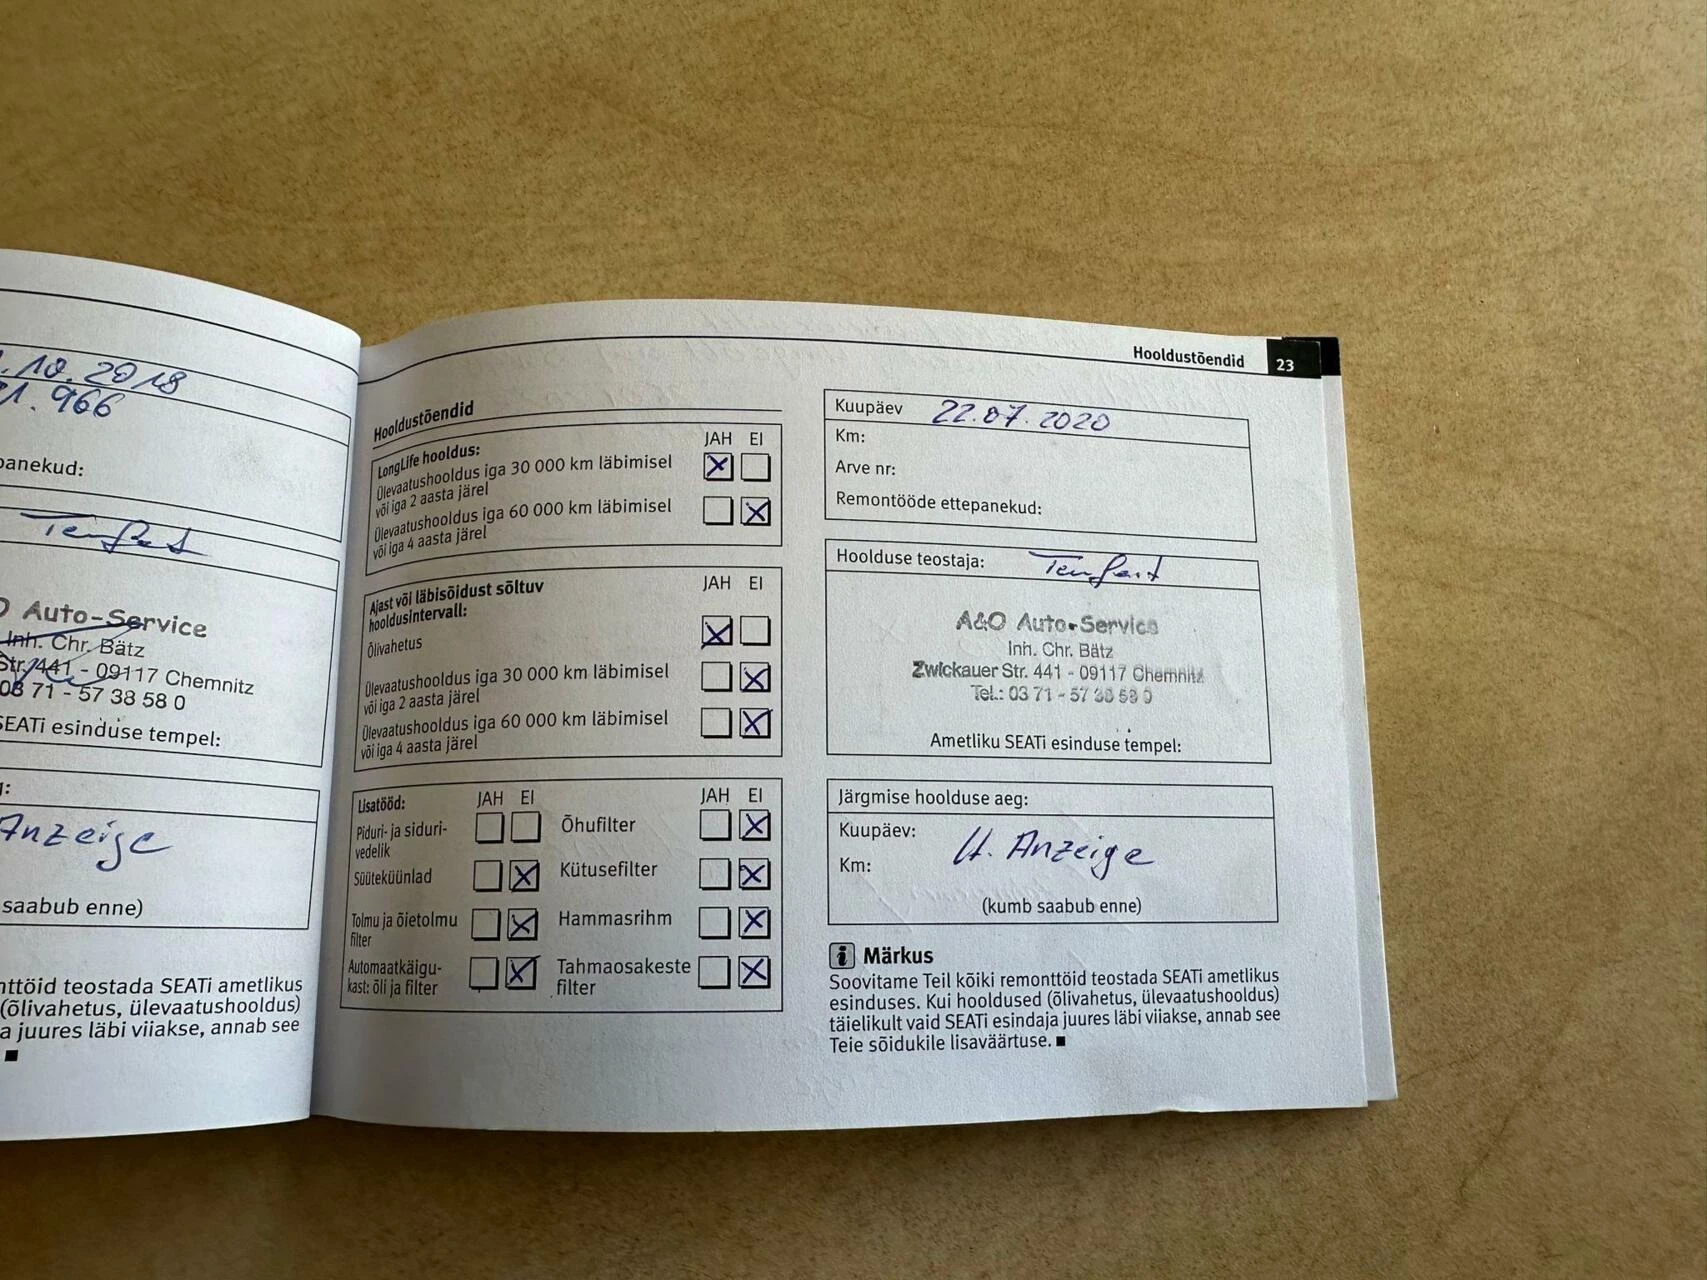 .10.2018
1.966
panekud:
Auto-Service
Inh. Chr. Bätz
Str. 441 - 09117 Chemnitz
03 71 - 57 38 58 0
SEATi esinduse tempel:
Anzeige
saabub enne)
SEATi ametlikus
(õlivahetus, ülevaatushooldus)
juures läbi viiakse, annab see
Hooldustõendid 23
Hooldustõendid
LongLife hooldus: JAH EI
Ülevaatushooldus iga 30 000 km läbimisel
või iga 2 aasta järel
Ülevaatushooldus iga 60 000 km läbimisel
või iga 4 aasta järel
Ajast või läbisõidust sõltuv JAH EI
hooldusintervall:
Õlivahetus
Ülevaatushooldus iga 30 000 km läbimisel
või iga 2 aasta järel
Ülevaatushooldus iga 60 000 km läbimisel
või iga 4 aasta järel
Lisatööd: JAH EI JAH EI
Piduri- ja siduri- Õhufilter
vedelik
Süüteküünlad Kütusefilter
Tolmu ja õietolmu Hammasrihm
filter
Automaatkäigu- Tahmaosakeste
kast: õli ja filter filter
Kuupäev 22.07.2020
Km:
Arve nr:
Remontööde ettepanekud:
Hoolduse teostaja:
A&O Auto-Service
Inh. Chr. Bätz
Zwickauer Str. 441 - 09117 Chemnitz
Tel.: 03 71 - 57 38 58 0
Ametliku SEATi esinduse tempel:
Järgmise hoolduse aeg:
Kuupäev:
Anzeige
Km:
(kumb saabub enne)
i Märkus
Soovitame Teil kõiki remonttöid teostada SEATi ametlikus
esinduses. Kui hooldused (õlivahetus, ülevaatushooldus)
täielikult vaid SEATi esindaja juures läbi viiakse, annab see
Teie sõidukile lisaväärtuse.